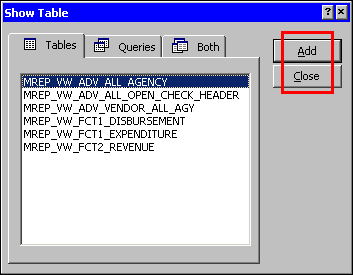 Show Table
? ×
Tables Queries Both
Add
Close
MREP_VW_ADV_ALL_AGENCY
MREP_VW_ADV_ALL_OPEN_CHECK_HEADER
MREP_VW_ADV_VENDOR_ALL_AGY
MREP_VW_FCT1_DISBURSEMENT
MREP_VW_FCT1_EXPENDITURE
MREP_VW_FCT2_REVENUE